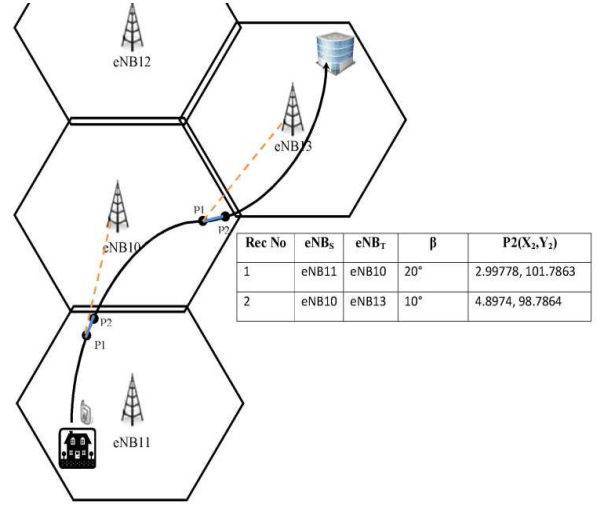 eNB12
eNB13
P1
P2
eNB10
Rec No eNBS eNBT β P2(X2,Y2)
1 eNB11 eNB10 20° 2.99778, 101.7863
2 eNB10 eNB13 10° 4.8974, 98.7864
P2
P1
eNB11